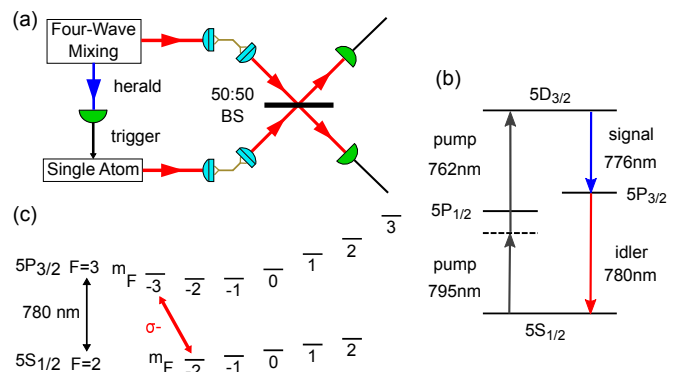 (a)
Four-Wave
Mixing
herald
trigger
Single Atom
50:50
BS
(b)
5D3/2
pump
762nm
signal
776nm
5P3/2
5P1/2
pump
795nm
idler
780nm
5S1/2
(c)
5P3/2 F=3
mF
-3 -2 -1 0 1 2 3
780 nm
σ-
5S1/2 F=2
mF
-2 -1 0 1 2